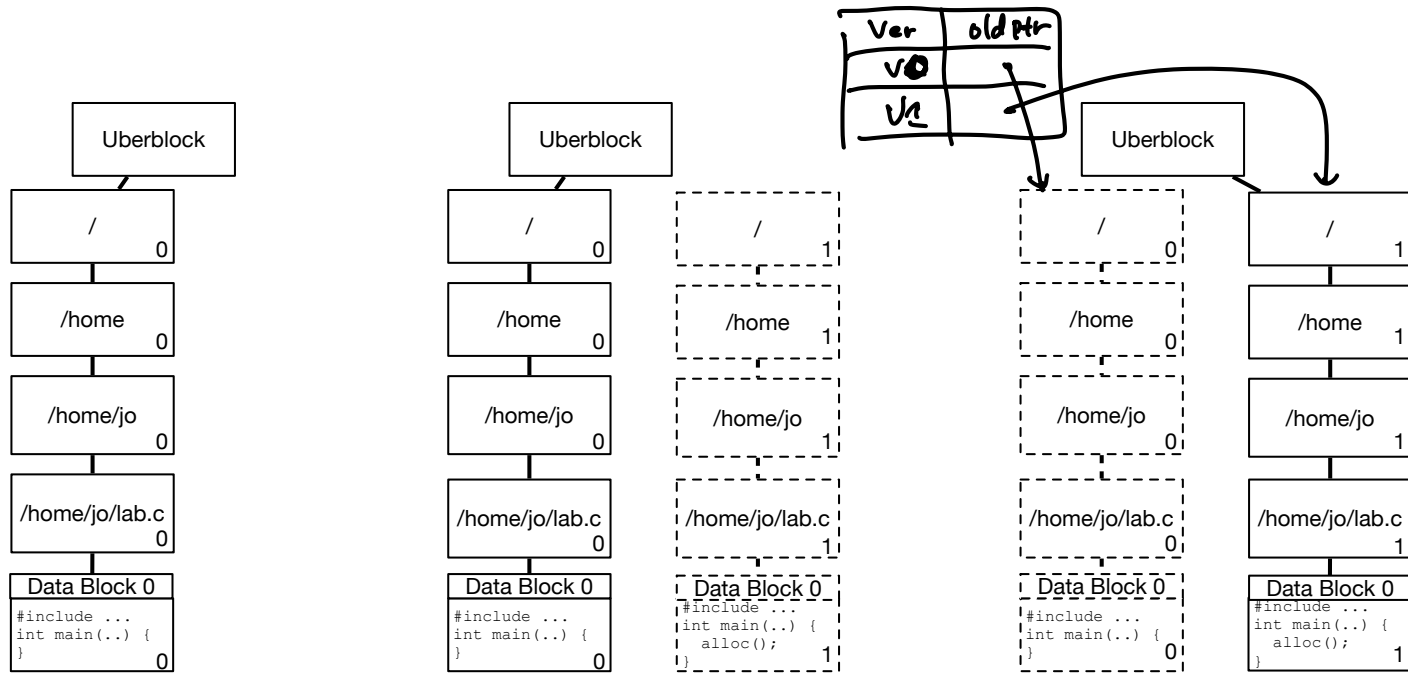 Ver old ptr
V0
V1
Uberblock
/
0
/home
0
/home/jo
0
/home/jo/lab.c
0
Data Block 0
#include ...
int main(..) {
}
0
Uberblock
/
0
/home
0
/home/jo
0
/home/jo/lab.c
0
Data Block 0
#include ...
int main(..) {
}
0
/
1
/home
1
/home/jo
1
/home/jo/lab.c
1
Data Block 0
#include ...
int main(..) {
alloc();
}
1
Uberblock
/
0
/home
0
/home/jo
0
/home/jo/lab.c
0
Data Block 0
#include ...
int main(..) {
}
0
/
1
/home
1
/home/jo
1
/home/jo/lab.c
1
Data Block 0
#include ...
int main(..) {
alloc();
}
1